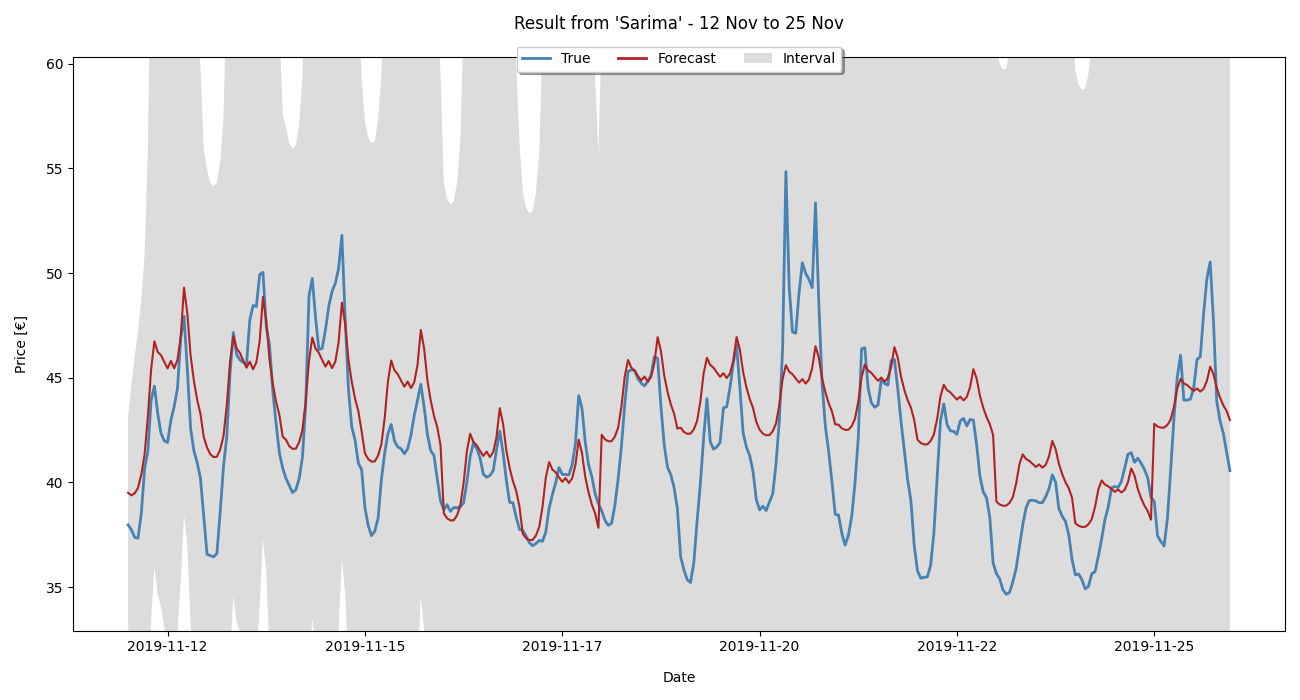 Result from 'Sarima' - 12 Nov to 25 Nov
True Forecast Interval
60
55
50
45
40
35
Price [€]
2019-11-12 2019-11-15 2019-11-17 2019-11-20 2019-11-22 2019-11-25
Date